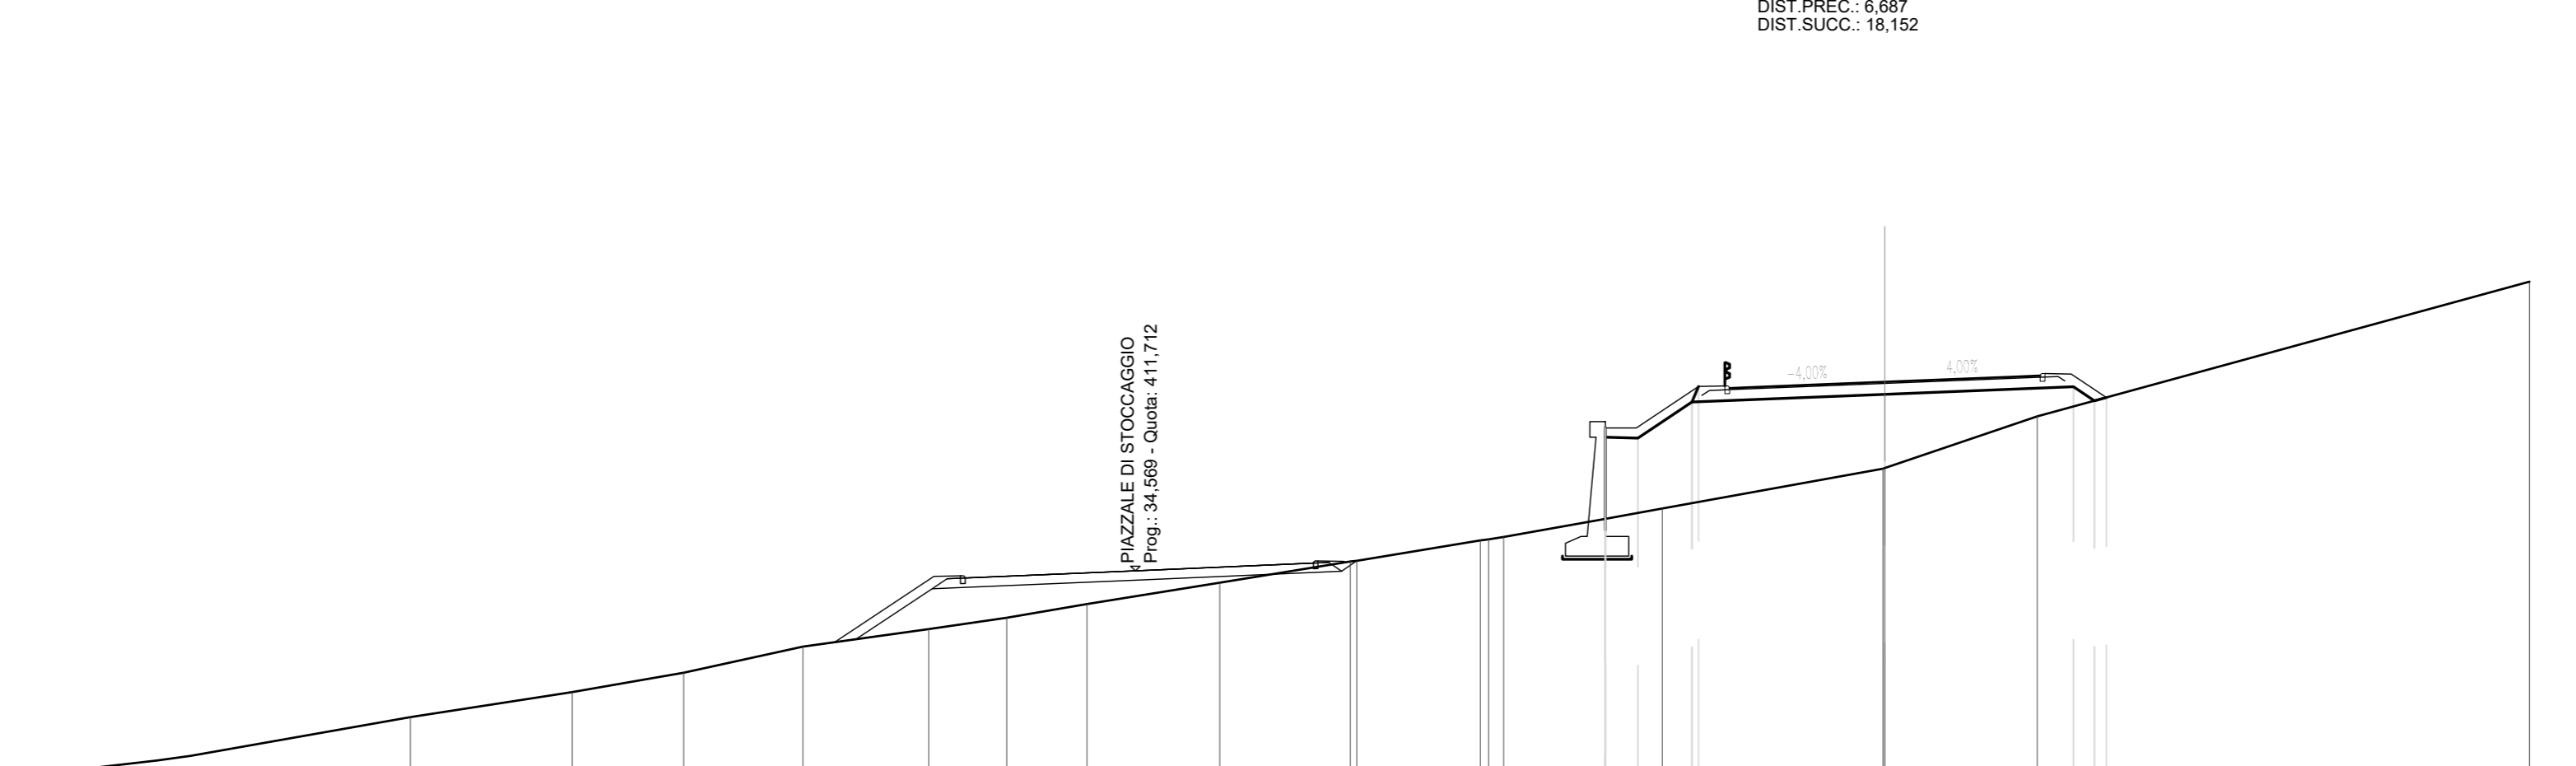 DIST.PREC.: 6,687
DIST.SUCC.: 18,152
PIAZZALE DI STOCCAGGIO
Prog.: 34,569 - Quota: 411,712
-4,00%
4,00%